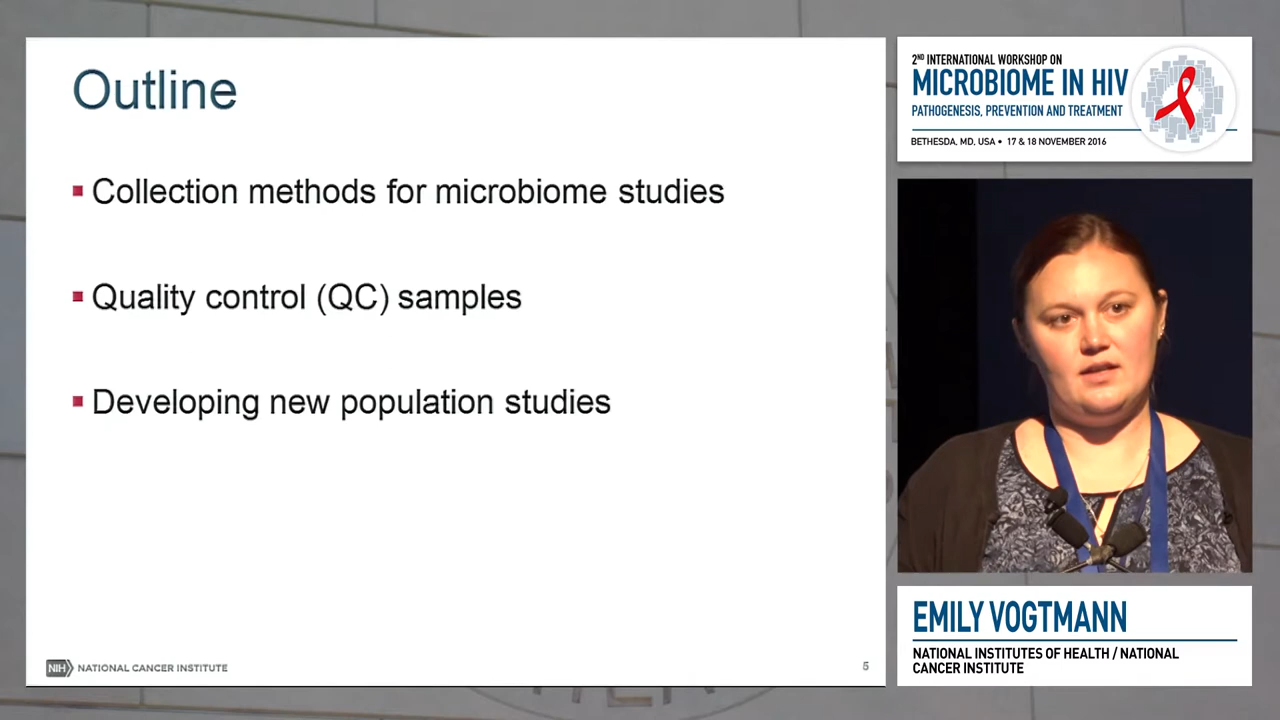 Outline
Collection methods for microbiome studies
Quality control (QC) samples
Developing new population studies
NIH NATIONAL CANCER INSTITUTE
5
2ND INTERNATIONAL WORKSHOP ON
MICROBIOME IN HIV
PATHOGENESIS, PREVENTION AND TREATMENT
BETHESDA, MD, USA • 17 & 18 NOVEMBER 2016
EMILY VOGTMANN
NATIONAL INSTITUTES OF HEALTH / NATIONAL
CANCER INSTITUTE